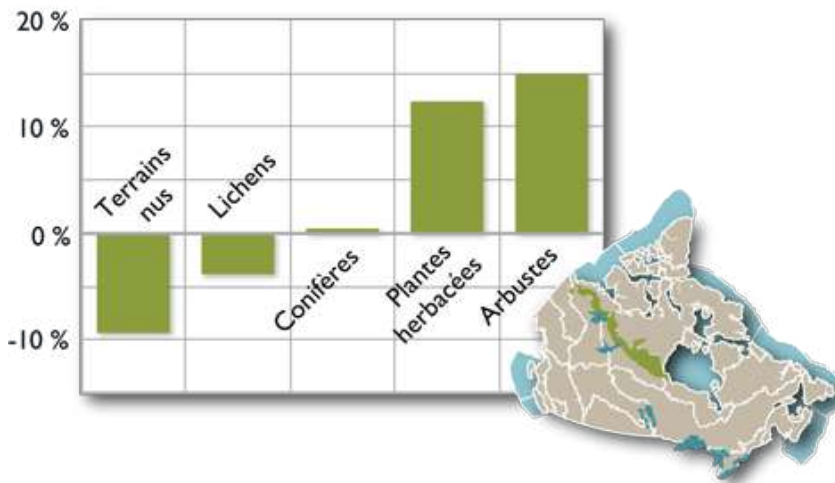 20 %
10 %
0 %
-10 %
Terrains
nus
Lichens
Conifères
Plantes
herbacées
Arbustes